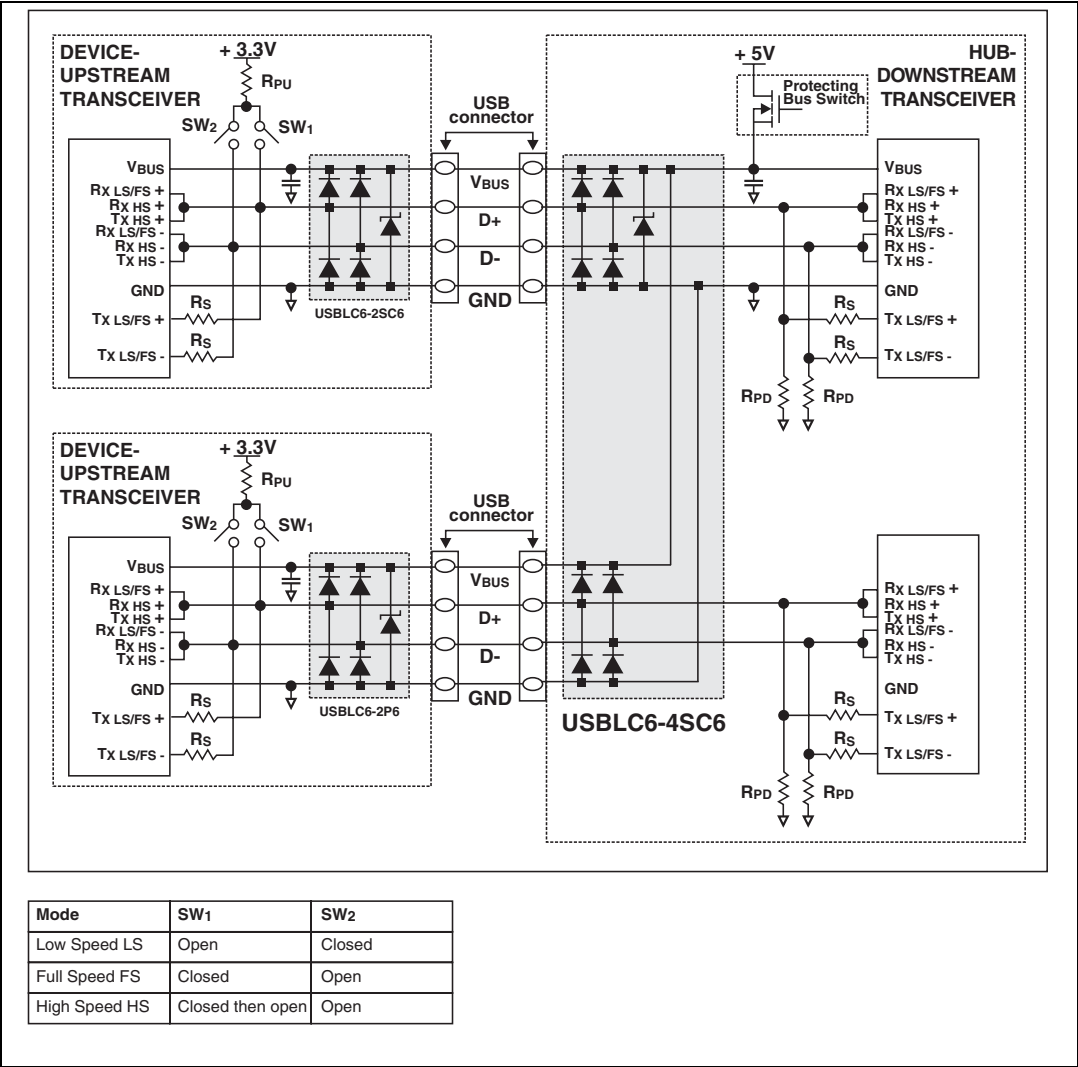 DEVICE-
UPSTREAM
TRANSCEIVER
+ 3.3V
RPU
SW2
SW1
VBUS
RX LS/FS +
RX HS +
TX HS +
RX LS/FS -
RX HS -
TX HS -
GND
TX LS/FS +
TX LS/FS -
RS
RS
USBLC6-2SC6
USB
connector
VBUS
D+
D-
GND
+ 5V
Protecting
Bus Switch
HUB-
DOWNSTREAM
TRANSCEIVER
VBUS
RX LS/FS +
RX HS +
TX HS +
RX LS/FS -
RX HS -
TX HS -
GND
RS
TX LS/FS +
RS
TX LS/FS -
RPD
RPD
DEVICE-
UPSTREAM
TRANSCEIVER
+ 3.3V
RPU
SW2
SW1
VBUS
RX LS/FS +
RX HS +
TX HS +
RX LS/FS -
RX HS -
TX HS -
GND
TX LS/FS +
TX LS/FS -
RS
RS
USBLC6-2P6
USB
connector
VBUS
D+
D-
GND
USBLC6-4SC6
RX LS/FS +
RX HS +
TX HS +
RX LS/FS -
RX HS -
TX HS -
GND
RS
TX LS/FS +
RS
TX LS/FS -
RPD
RPD
Mode SW1 SW2
Low Speed LS Open Closed
Full Speed FS Closed Open
High Speed HS Closed then open Open